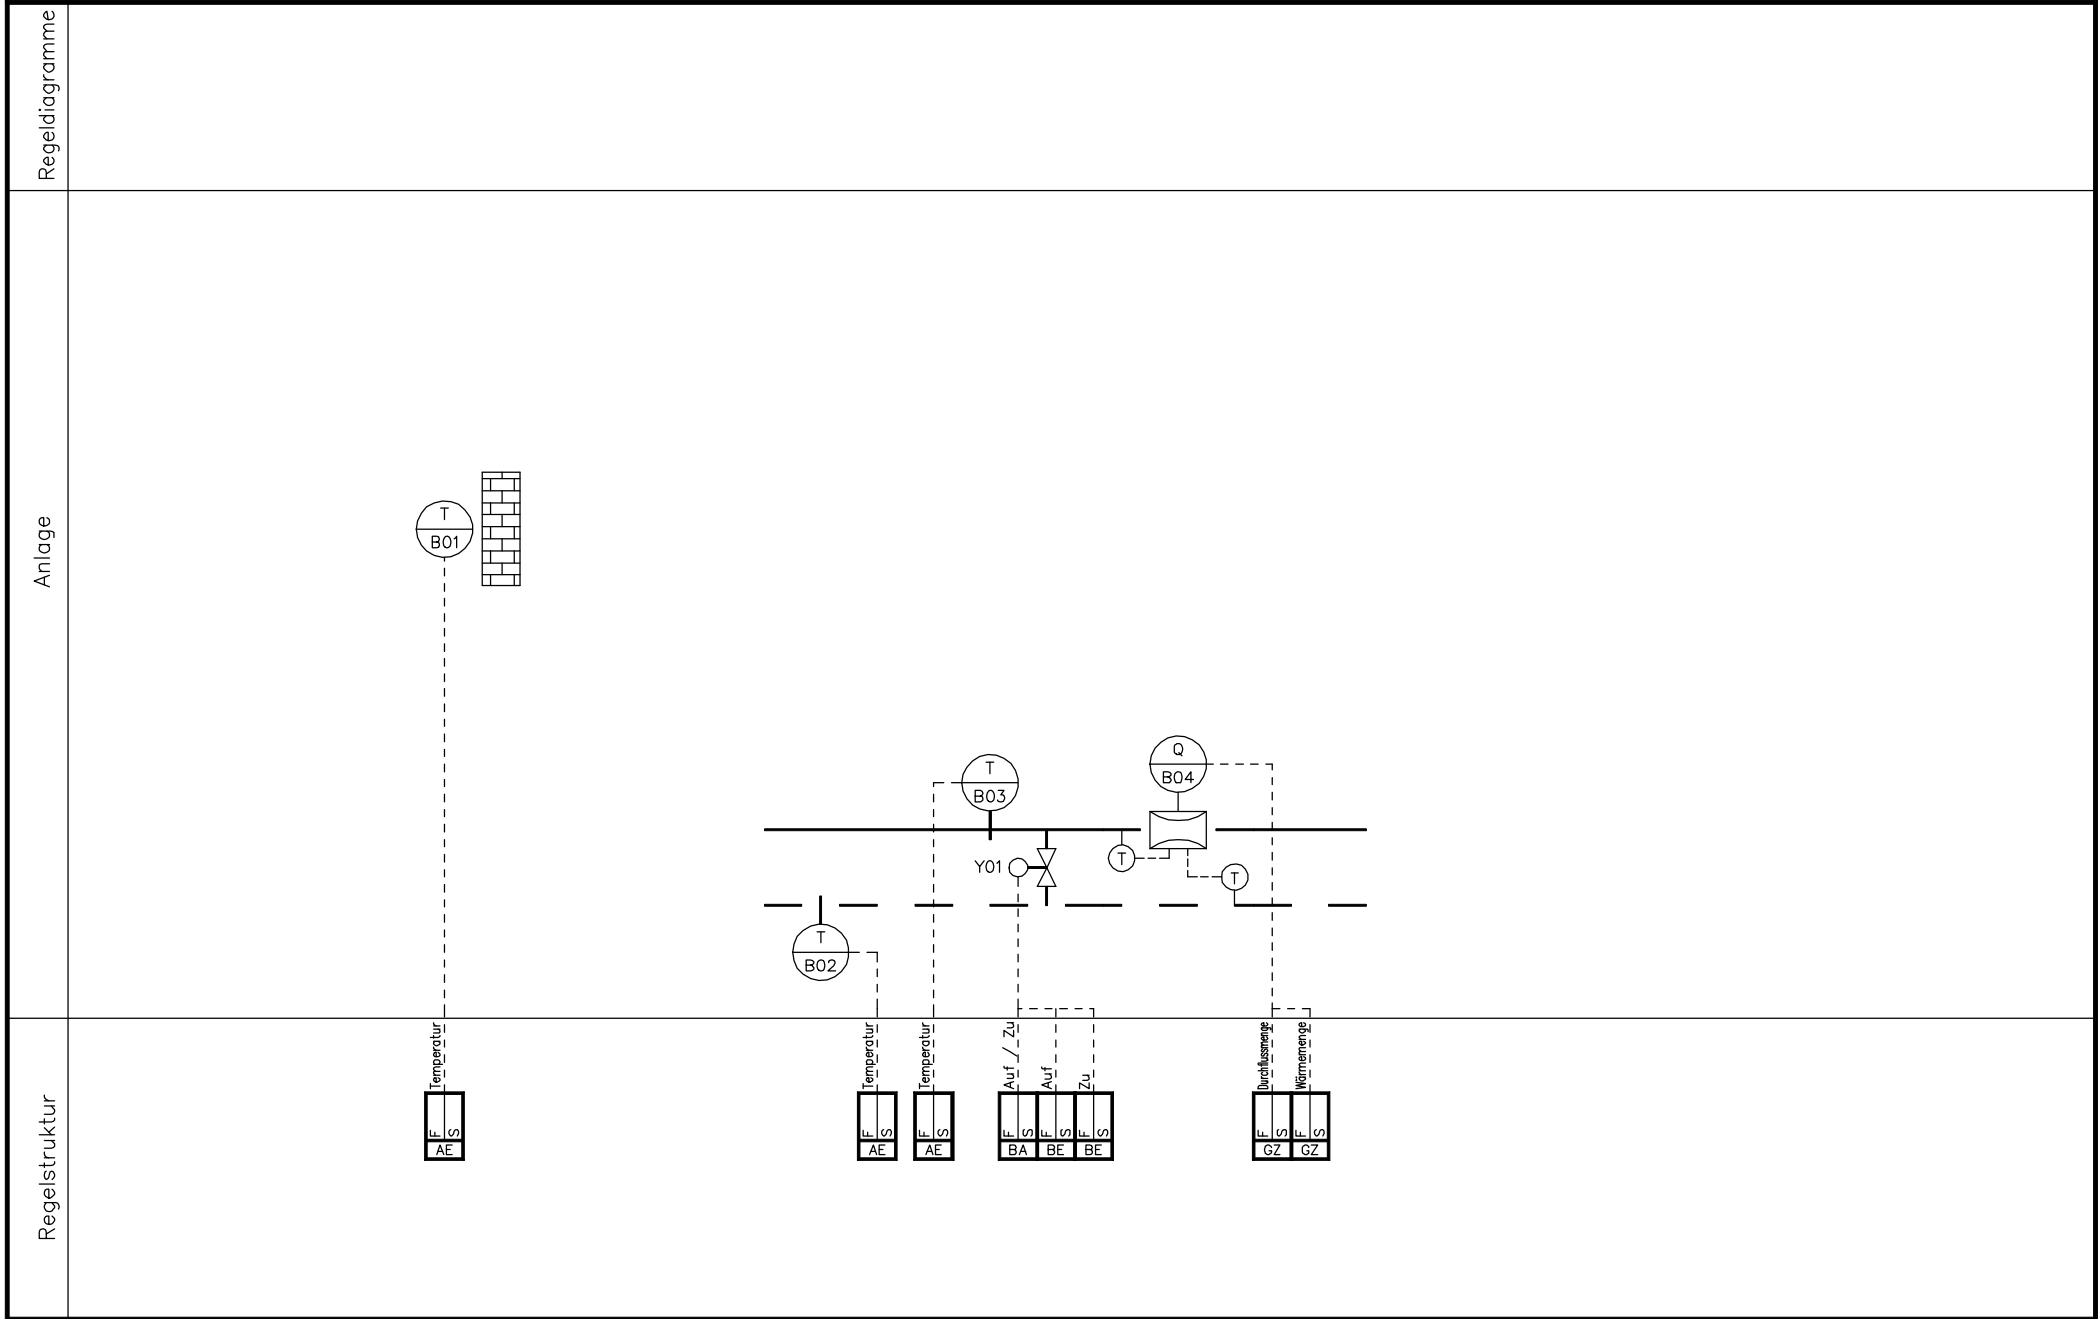 Regeldiagramme
Anlage
T
B01
T
B03
Q
B04
Y01
T
T
T
B02
Regelstruktur
Temperatur
Temperatur
Temperatur
Auf / Zu
Auf
Zu
Durchflussmenge
Wärmemenge
F S
F S
F S
F S
F S
F S
F S
F S
AE
AE
AE
BA
BE
BE
GZ
GZ